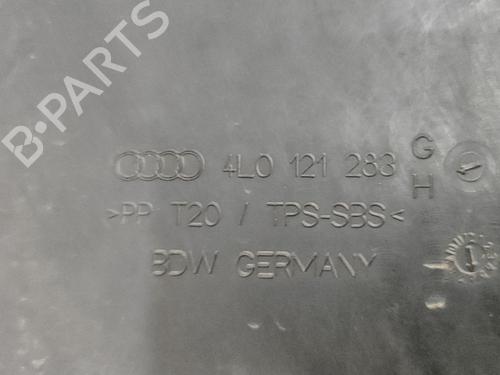 B-PARTS
4L0 121 283 G
H
>PP T20 / TPS-SBS<
BDW GERMANY